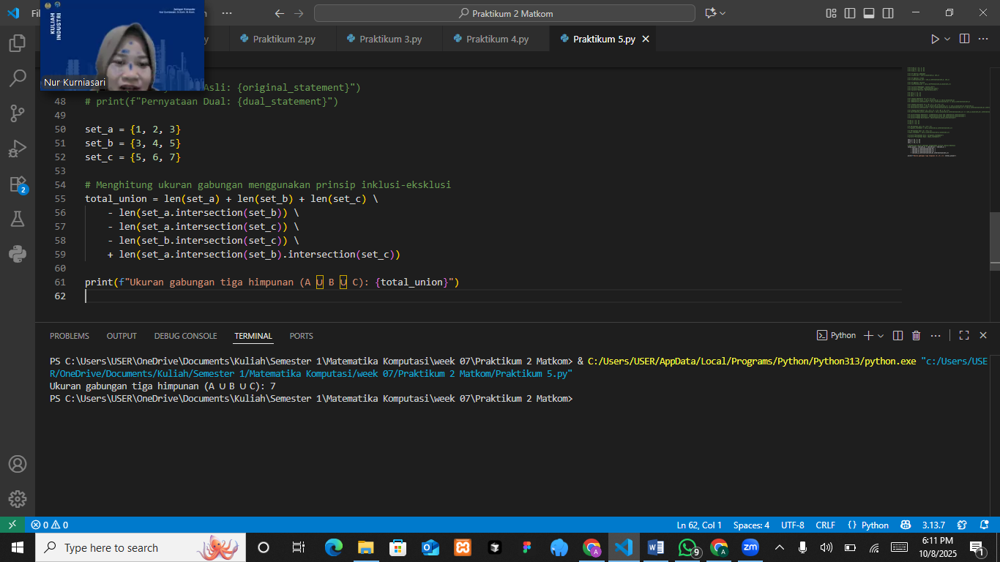 Praktikum 2 Matkom
KULIAH INDUSTRI
Nur Kurniasari
Praktikum 2.py
Praktikum 3.py
Praktikum 4.py
Praktikum 5.py
Asli: {original_statement}")
48 # print(f"Pernyataan Dual: {dual_statement}")
49
50 set_a = {1, 2, 3}
51 set_b = {3, 4, 5}
52 set_c = {5, 6, 7}
53
54 # Menghitung ukuran gabungan menggunakan prinsip inklusi-eksklusi
55 total_union = len(set_a) + len(set_b) + len(set_c) \
56 - len(set_a.intersection(set_b)) \
57 - len(set_a.intersection(set_c)) \
58 - len(set_b.intersection(set_c)) \
59 + len(set_a.intersection(set_b).intersection(set_c))
60
61 print(f"Ukuran gabungan tiga himpunan (A ∪ B ∪ C): {total_union}")
62
2
PROBLEMS OUTPUT DEBUG CONSOLE TERMINAL PORTS
Python
PS C:\Users\USER\OneDrive\Documents\Kuliah\Semester 1\Matematika Komputasi\week 07\Praktikum 2 Matkom> & C:/Users/USER/AppData/Local/Programs/Python/Python313/python.exe "c:/Users/USE
R/OneDrive/Documents/Kuliah/Semester 1/Matematika Komputasi/week 07/Praktikum 2 Matkom/Praktikum 5.py"
Ukuran gabungan tiga himpunan (A ∪ B ∪ C): 7
PS C:\Users\USER\OneDrive\Documents\Kuliah\Semester 1\Matematika Komputasi\week 07\Praktikum 2 Matkom>
0 0
Ln 62, Col 1 Spaces: 4 UTF-8 CRLF {} Python 3.13.7
Type here to search
A
9
A
zm
6:11 PM
10/8/2025
1